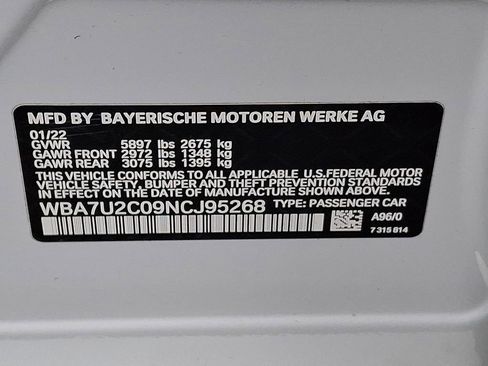 MFD BY BAYERISCHE MOTOREN WERKE AG
01/22
GVWR 5897 lbs 2675 kg
GAWR FRONT 2972 lbs 1348 kg
GAWR REAR 3075 lbs 1395 kg
THIS VEHICLE CONFORMS TO ALL APPLICABLE U.S.FEDERAL MOTOR
VEHICLE SAFETY, BUMPER, AND THEFT PREVENTION STANDARDS
IN EFFECT ON THE DATE OF MANUFACTURE SHOWN ABOVE.
WBA7U2C09NCJ95268 TYPE: PASSENGER CAR
A96/0
7 315 814